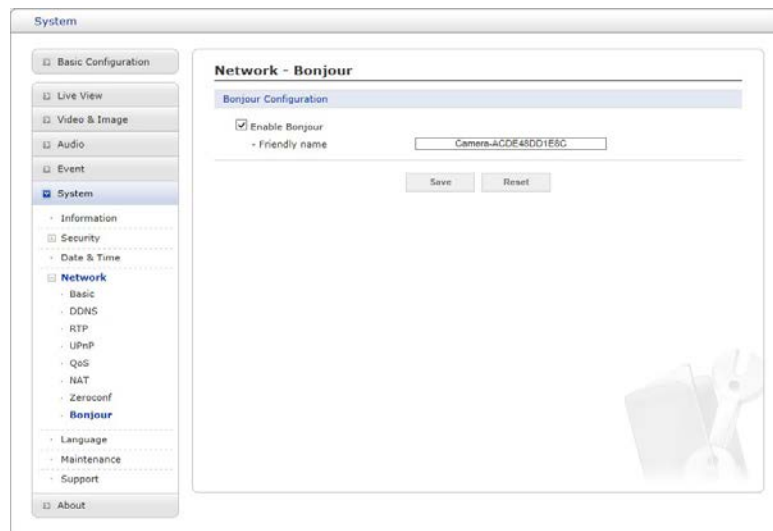 System
Basic Configuration
Live View
Video & Image
Audio
Event
System
· Information
Security
· Date & Time
Network
· Basic
· DDNS
· RTP
· UPnP
· QoS
· NAT
· Zeroconf
· Bonjour
· Language
· Maintenance
· Support
About
Network - Bonjour
Bonjour Configuration
Enable Bonjour
- Friendly name Camera-ACDE48DD1E8C
Save Reset